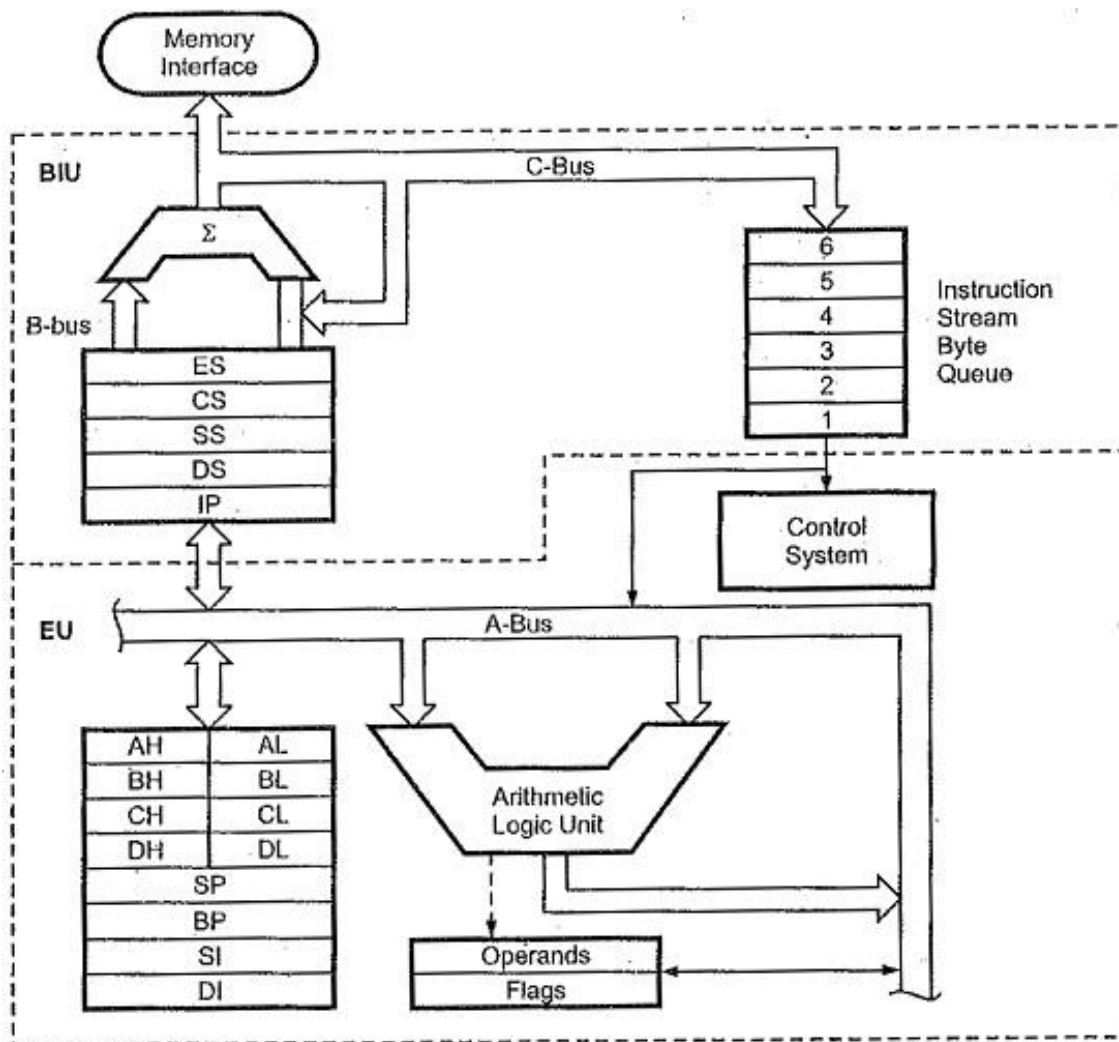 Memory
Interface
BIU
C-Bus
Σ
B-bus
ES
CS
SS
DS
IP
6
5
4
3
2
1
Instruction
Stream
Byte
Queue
Control
System
EU
A-Bus
AH AL
BH BL
CH CL
DH DL
SP
BP
SI
DI
Arithmetic
Logic Unit
Operands
Flags